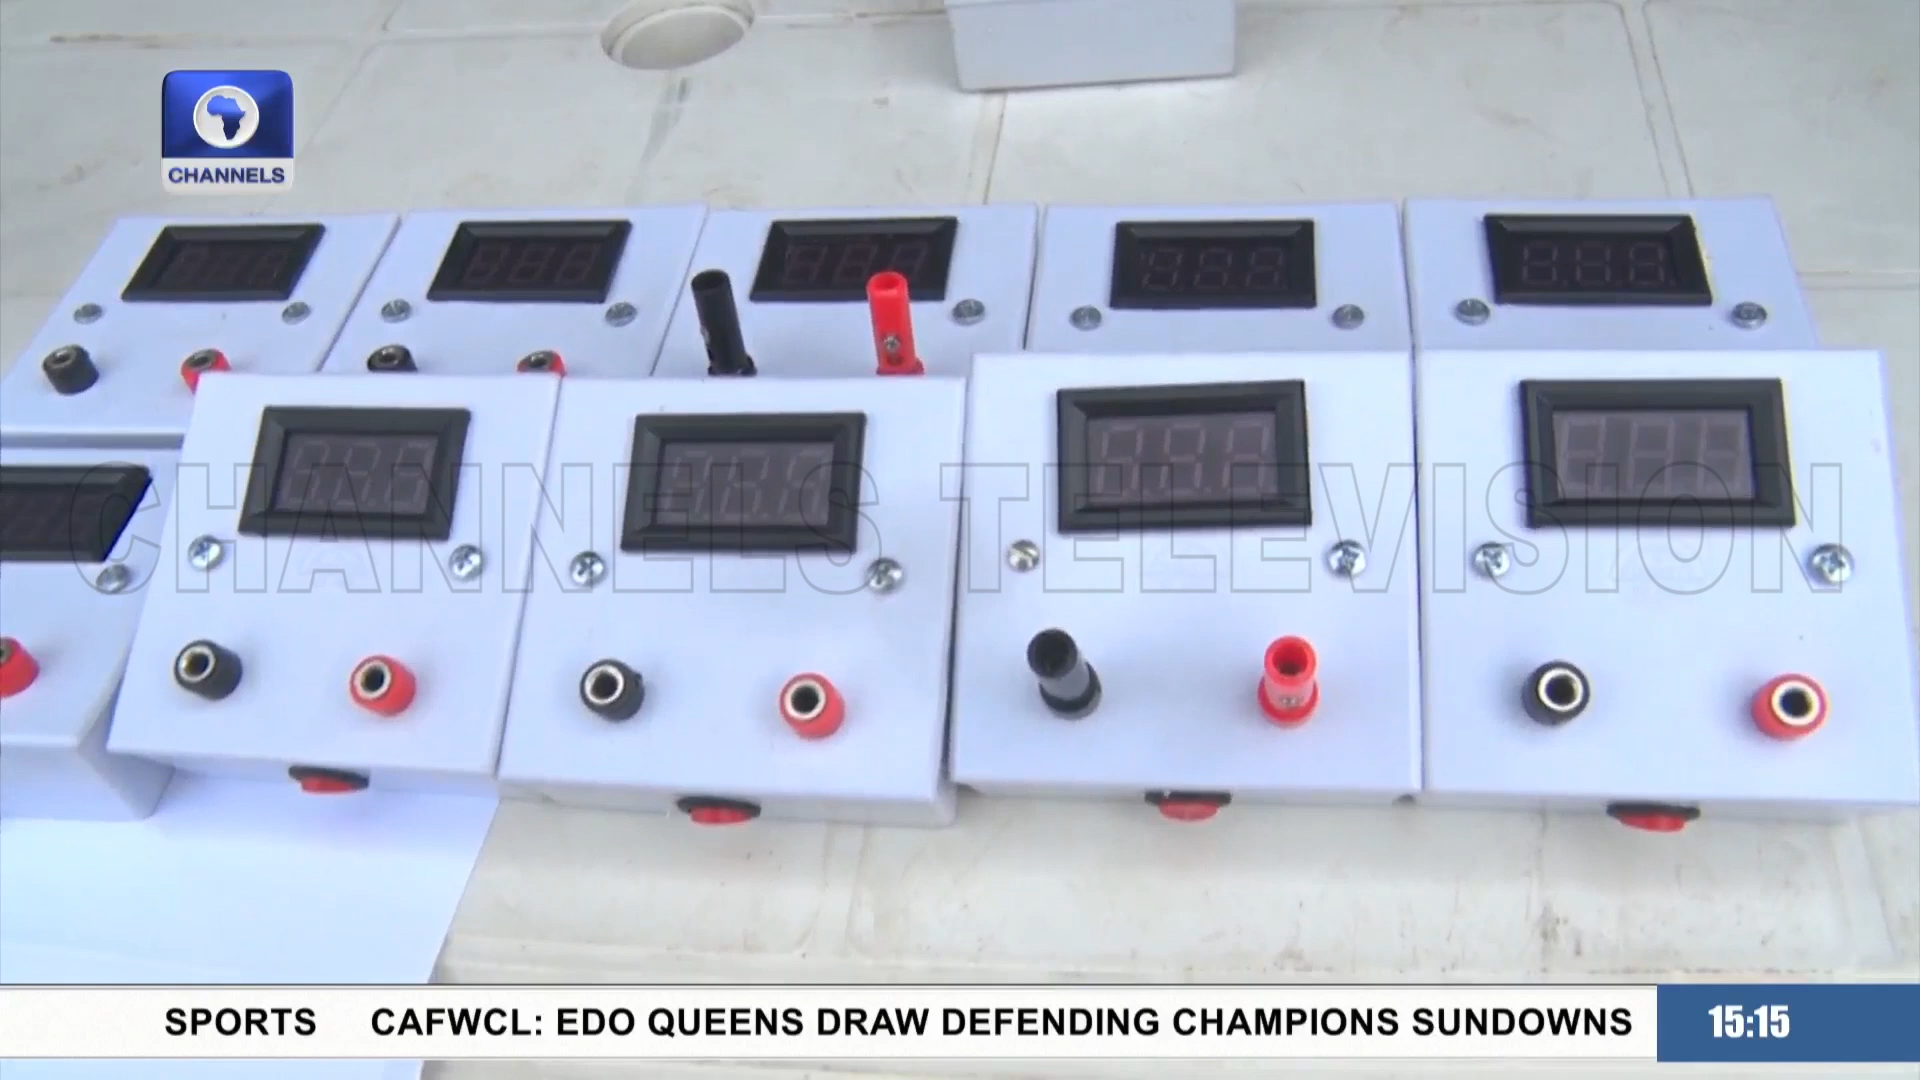 CHANNELS
CHANNELS TELEVISION
SPORTS CAFWCL: EDO QUEENS DRAW DEFENDING CHAMPIONS SUNDOWNS
15:15